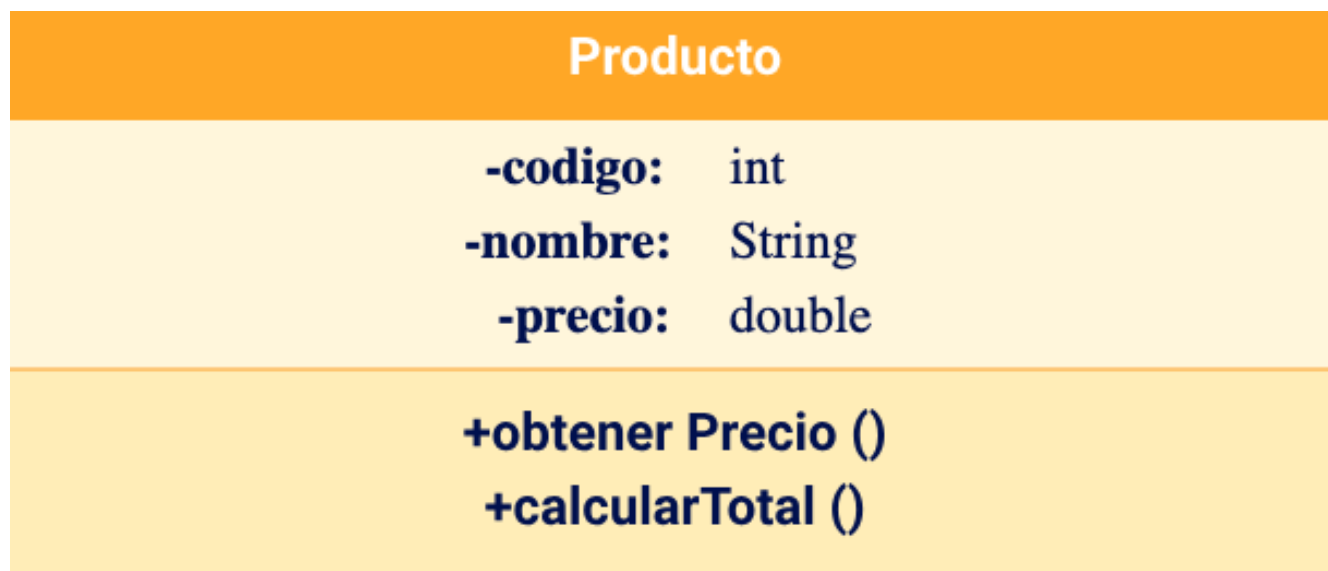 Producto
-codigo: int
-nombre: String
-precio: double
+obtener Precio ()
+calcularTotal ()